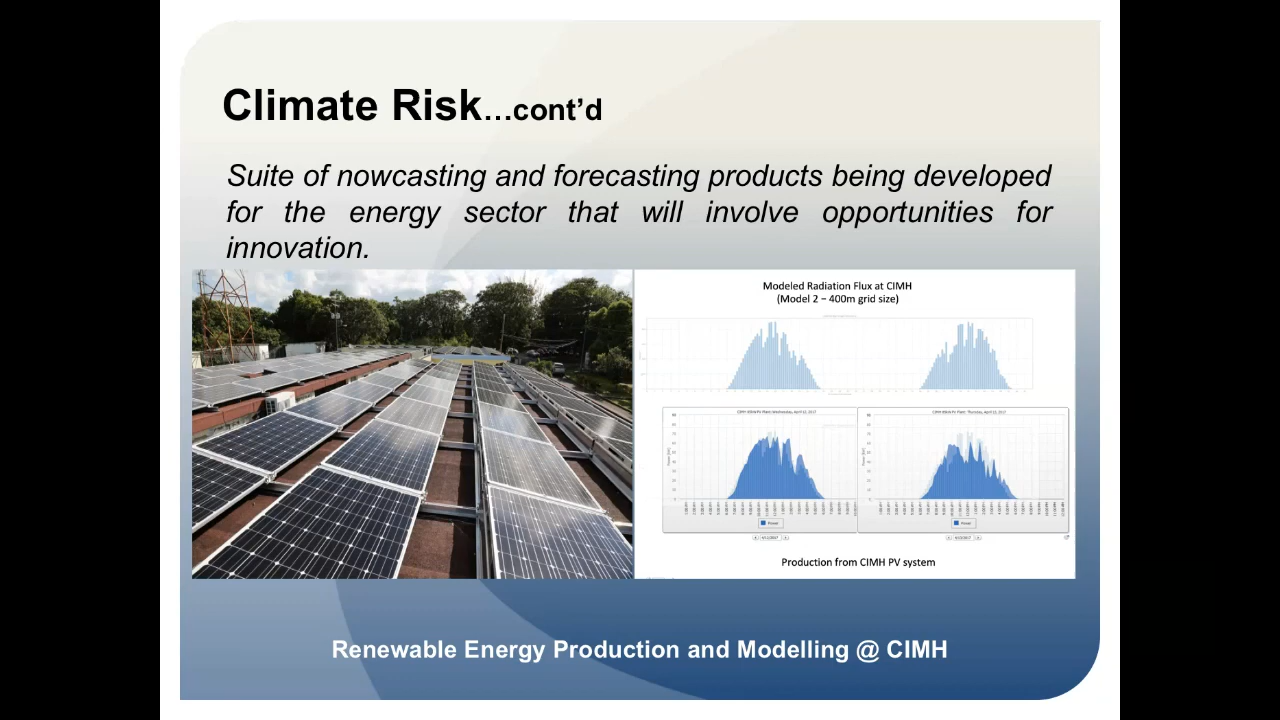 Climate Risk...cont'd
Suite of nowcasting and forecasting products being developed
for the energy sector that will involve opportunities for
innovation.
Modeled Radiation Flux at CIMH
(Model 2 – 400m grid size)
Production from CIMH PV system
Renewable Energy Production and Modelling @ CIMH